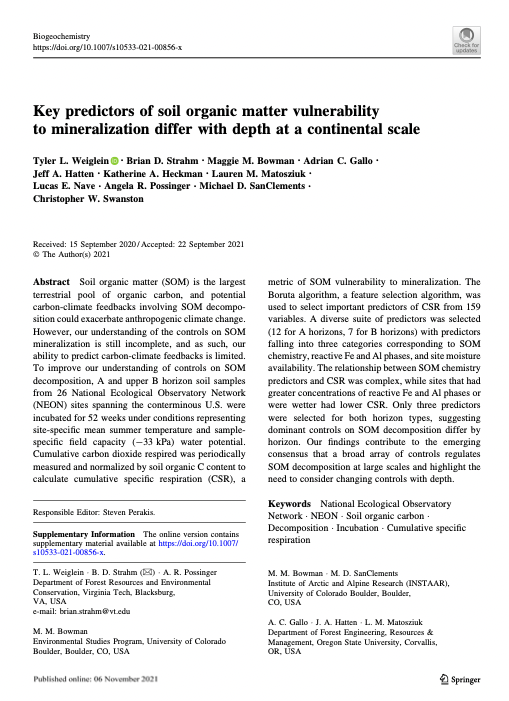 Biogeochemistry
https://doi.org/10.1007/s10533-021-00856-x
Check for
updates
Key predictors of soil organic matter vulnerability
to mineralization differ with depth at a continental scale
Tyler L. Weiglein · Brian D. Strahm · Maggie M. Bowman · Adrian C. Gallo ·
Jeff A. Hatten · Katherine A. Heckman · Lauren M. Matosziuk ·
Lucas E. Nave · Angela R. Possinger · Michael D. SanClements ·
Christopher W. Swanston
Received: 15 September 2020 / Accepted: 22 September 2021
© The Author(s) 2021
Abstract Soil organic matter (SOM) is the largest
terrestrial pool of organic carbon, and potential
carbon-climate feedbacks involving SOM decompo-
sition could exacerbate anthropogenic climate change.
However, our understanding of the controls on SOM
mineralization is still incomplete, and as such, our
ability to predict carbon-climate feedbacks is limited.
To improve our understanding of controls on SOM
decomposition, A and upper B horizon soil samples
from 26 National Ecological Observatory Network
(NEON) sites spanning the conterminous U.S. were
incubated for 52 weeks under conditions representing
site-specific mean summer temperature and sample-
specific field capacity (−33 kPa) water potential.
Cumulative carbon dioxide respired was periodically
measured and normalized by soil organic C content to
calculate cumulative specific respiration (CSR), a
metric of SOM vulnerability to mineralization. The
Boruta algorithm, a feature selection algorithm, was
used to select important predictors of CSR from 159
variables. A diverse suite of predictors was selected
(12 for A horizons, 7 for B horizons) with predictors
falling into three categories corresponding to SOM
chemistry, reactive Fe and Al phases, and site moisture
availability. The relationship between SOM chemistry
predictors and CSR was complex, while sites that had
greater concentrations of reactive Fe and Al phases or
were wetter had lower CSR. Only three predictors
were selected for both horizon types, suggesting
dominant controls on SOM decomposition differ by
horizon. Our findings contribute to the emerging
consensus that a broad array of controls regulates
SOM decomposition at large scales and highlight the
need to consider changing controls with depth.
Keywords National Ecological Observatory
Network · NEON · Soil organic carbon ·
Decomposition · Incubation · Cumulative specific
respiration
Responsible Editor: Steven Perakis.
Supplementary Information The online version contains
supplementary material available at https://doi.org/10.1007/
s10533-021-00856-x.
T. L. Weiglein · B. D. Strahm (✉) · A. R. Possinger
Department of Forest Resources and Environmental
Conservation, Virginia Tech, Blacksburg,
VA, USA
e-mail: brian.strahm@vt.edu
M. M. Bowman
Environmental Studies Program, University of Colorado
Boulder, Boulder, CO, USA
M. M. Bowman · M. D. SanClements
Institute of Arctic and Alpine Research (INSTAAR),
University of Colorado Boulder, Boulder,
CO, USA
A. C. Gallo · J. A. Hatten · L. M. Matosziuk
Department of Forest Engineering, Resources &
Management, Oregon State University, Corvallis,
OR, USA
Published online: 06 November 2021
Springer